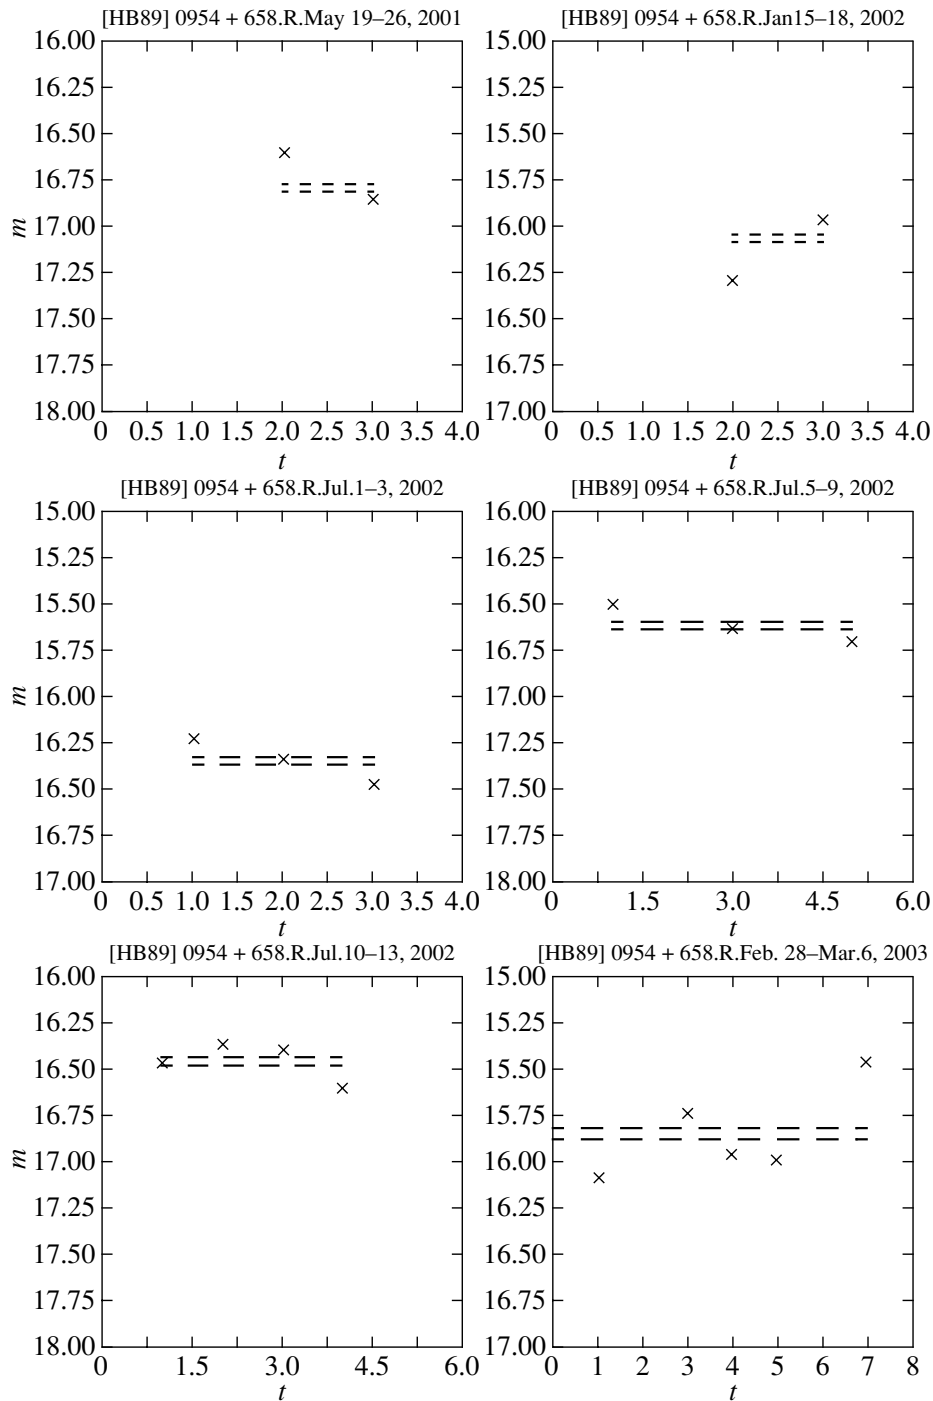 [HB89] 0954 + 658.R.May 19–26, 2001
16.00
16.25
16.50
16.75
17.00
17.25
17.50
17.75
18.00
m
0 0.5 1.0 1.5 2.0 2.5 3.0 4.0
t
[HB89] 0954 + 658.R.Jan15–18, 2002
15.00
15.25
15.50
15.75
16.00
16.25
16.50
16.75
17.00
0 0.5 1.0 1.5 2.0 2.5 3.0 4.0
t
[HB89] 0954 + 658.R.Jul.1–3, 2002
15.00
15.25
15.50
15.75
16.00
16.25
16.50
16.75
17.00
m
0 0.5 1.0 1.5 2.0 2.5 3.0 4.0
t
[HB89] 0954 + 658.R.Jul.5–9, 2002
16.00
16.25
16.50
16.75
17.00
17.25
17.50
17.75
18.00
0 1.5 3.0 4.5 6.0
t
[HB89] 0954 + 658.R.Jul.10–13, 2002
16.00
16.25
16.50
16.75
17.00
17.25
17.50
17.75
18.00
m
0 1.5 3.0 4.5 6.0
t
[HB89] 0954 + 658.R.Feb. 28–Mar.6, 2003
15.00
15.25
15.50
15.75
16.00
16.25
16.50
16.75
17.00
0 1 2 3 4 5 6 7 8
t